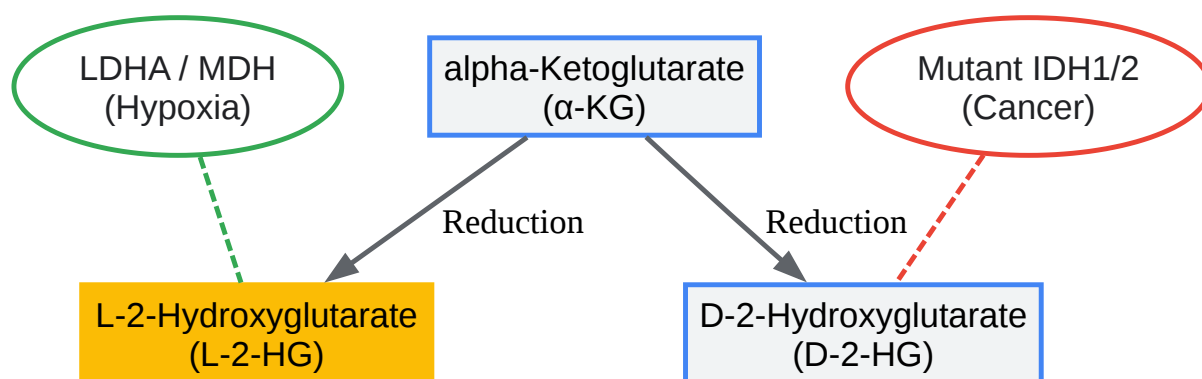 LDHA / MDH
(Hypoxia)
alpha-Ketoglutarate
(α-KG)
Mutant IDH1/2
(Cancer)
Reduction
Reduction
L-2-Hydroxyglutarate
(L-2-HG)
D-2-Hydroxyglutarate
(D-2-HG)